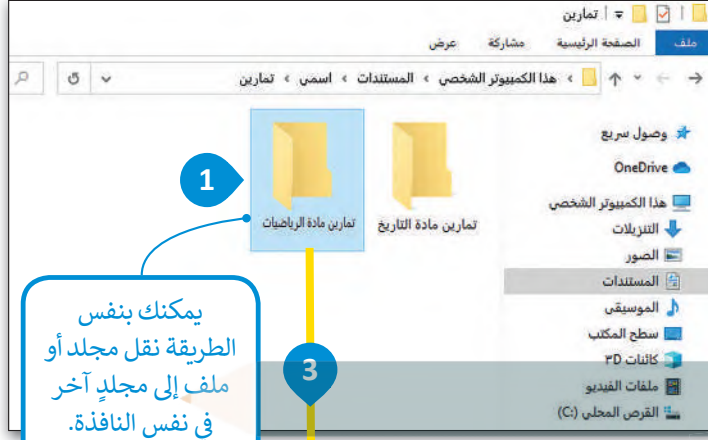 تمارين
ملف الصفحة الرئيسية مشاركة عرض
هذا الكمبيوتر الشخصي › المستندات › اسمي › تمارين
وصول سريع
OneDrive
هذا الكمبيوتر الشخصي
التنزيلات
الصور
المستندات
الموسيقى
سطح المكتب
كائنات ٣D
ملفات الفيديو
القرص المحلي (C:)
تمارين مادة التاريخ
تمارين مادة الرياضيات
1
3
يمكنك بنفس
الطريقة نقل مجلد أو
ملف إلى مجلدٍ آخر
في نفس النافذة.